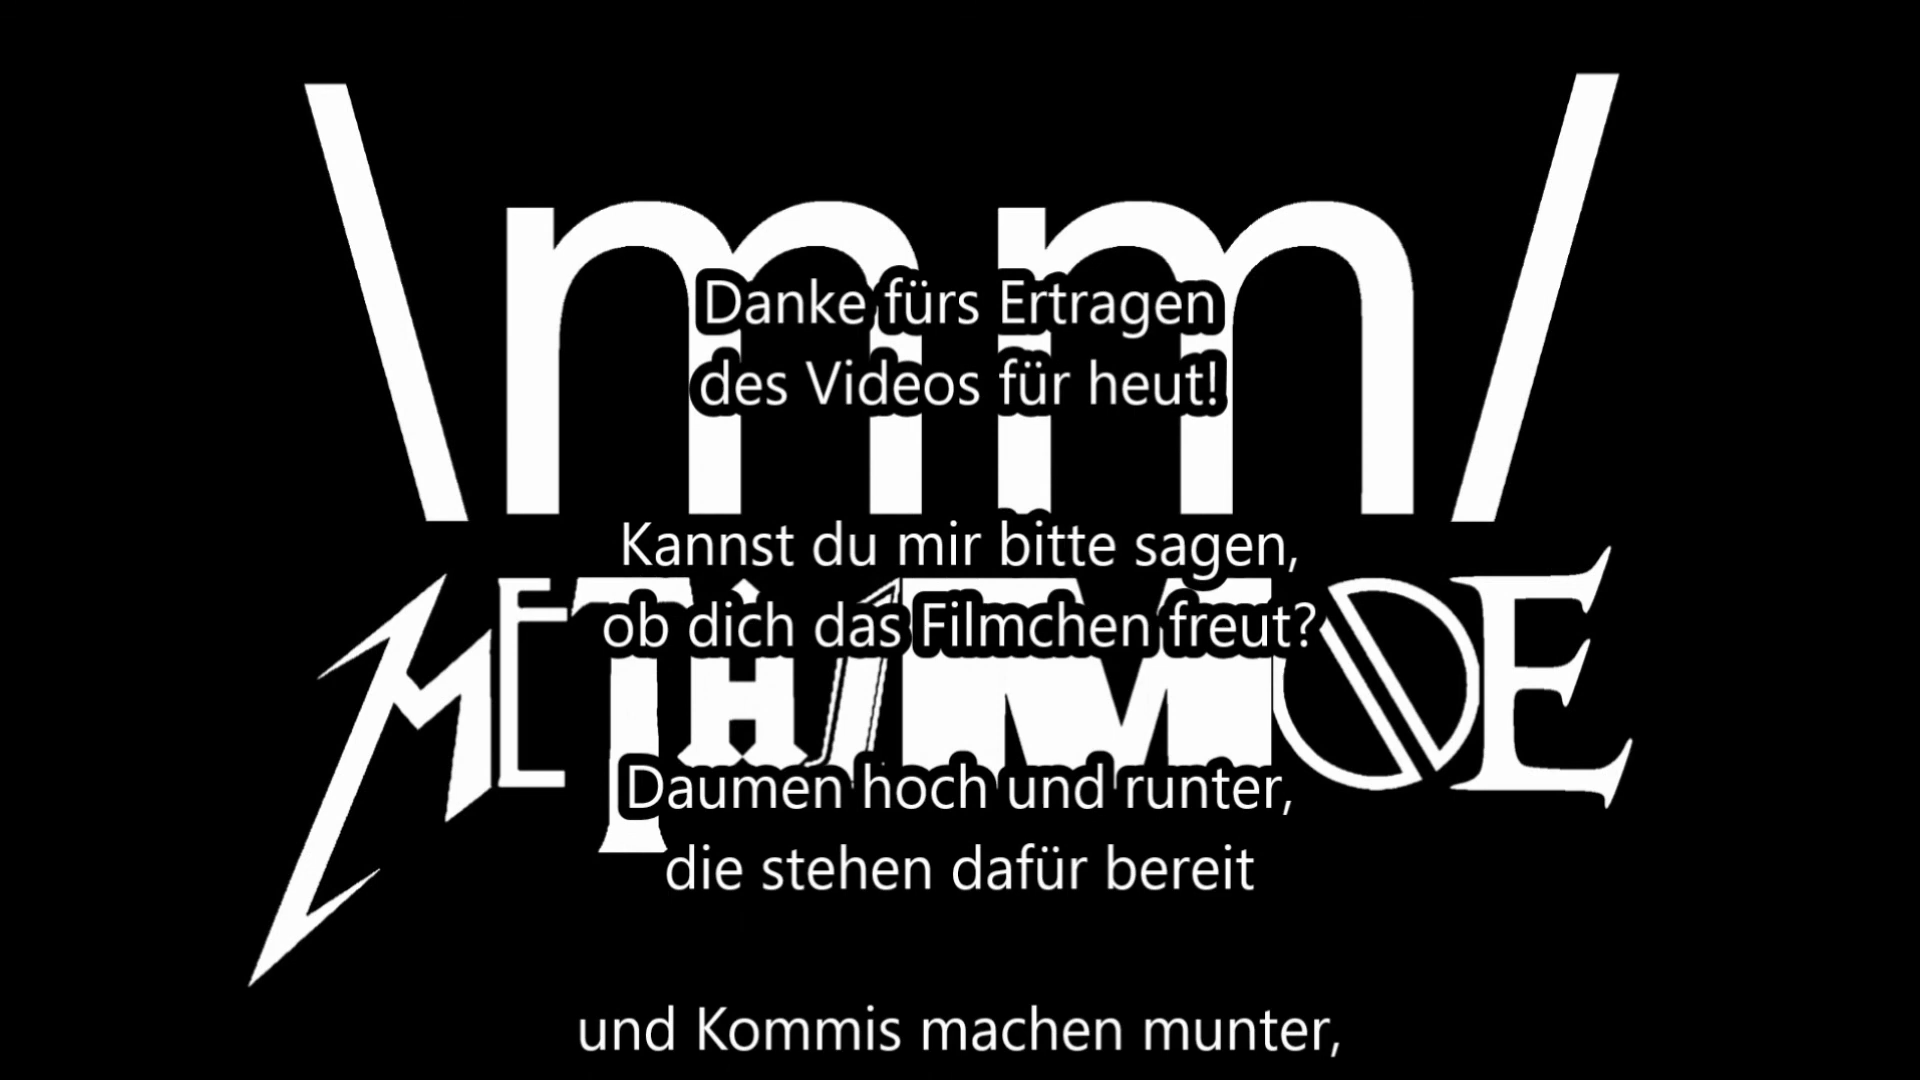 \mm/
Danke fürs Ertragen
des Videos für heut!
Kannst du mir bitte sagen,
ob dich das Filmchen freut?
Daumen hoch und runter,
die stehen dafür bereit
und Kommis machen munter,